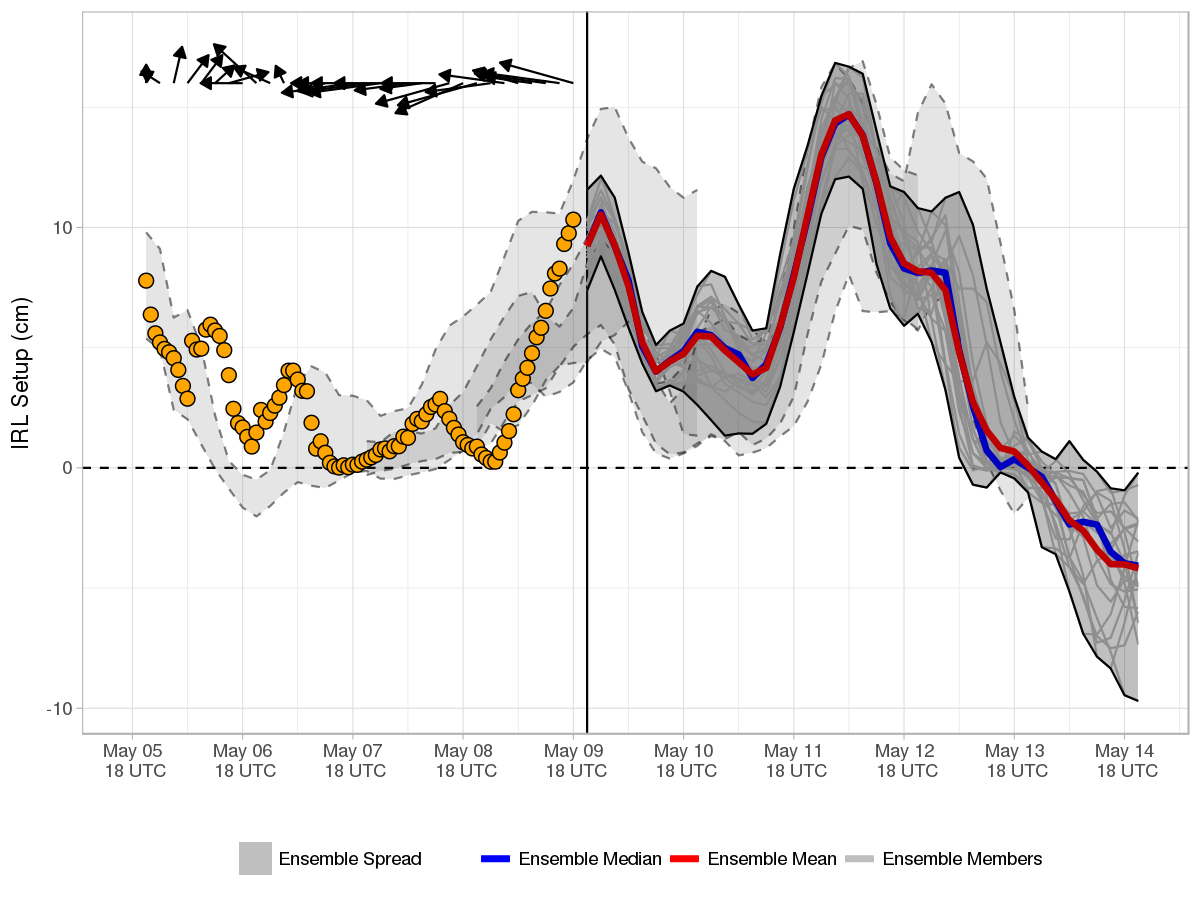 IRL Setup (cm)
10
0
-10
May 05 May 06 May 07 May 08 May 09 May 10 May 11 May 12 May 13 May 14
18 UTC 18 UTC 18 UTC 18 UTC 18 UTC 18 UTC 18 UTC 18 UTC 18 UTC 18 UTC
Ensemble Spread Ensemble Median Ensemble Mean Ensemble Members